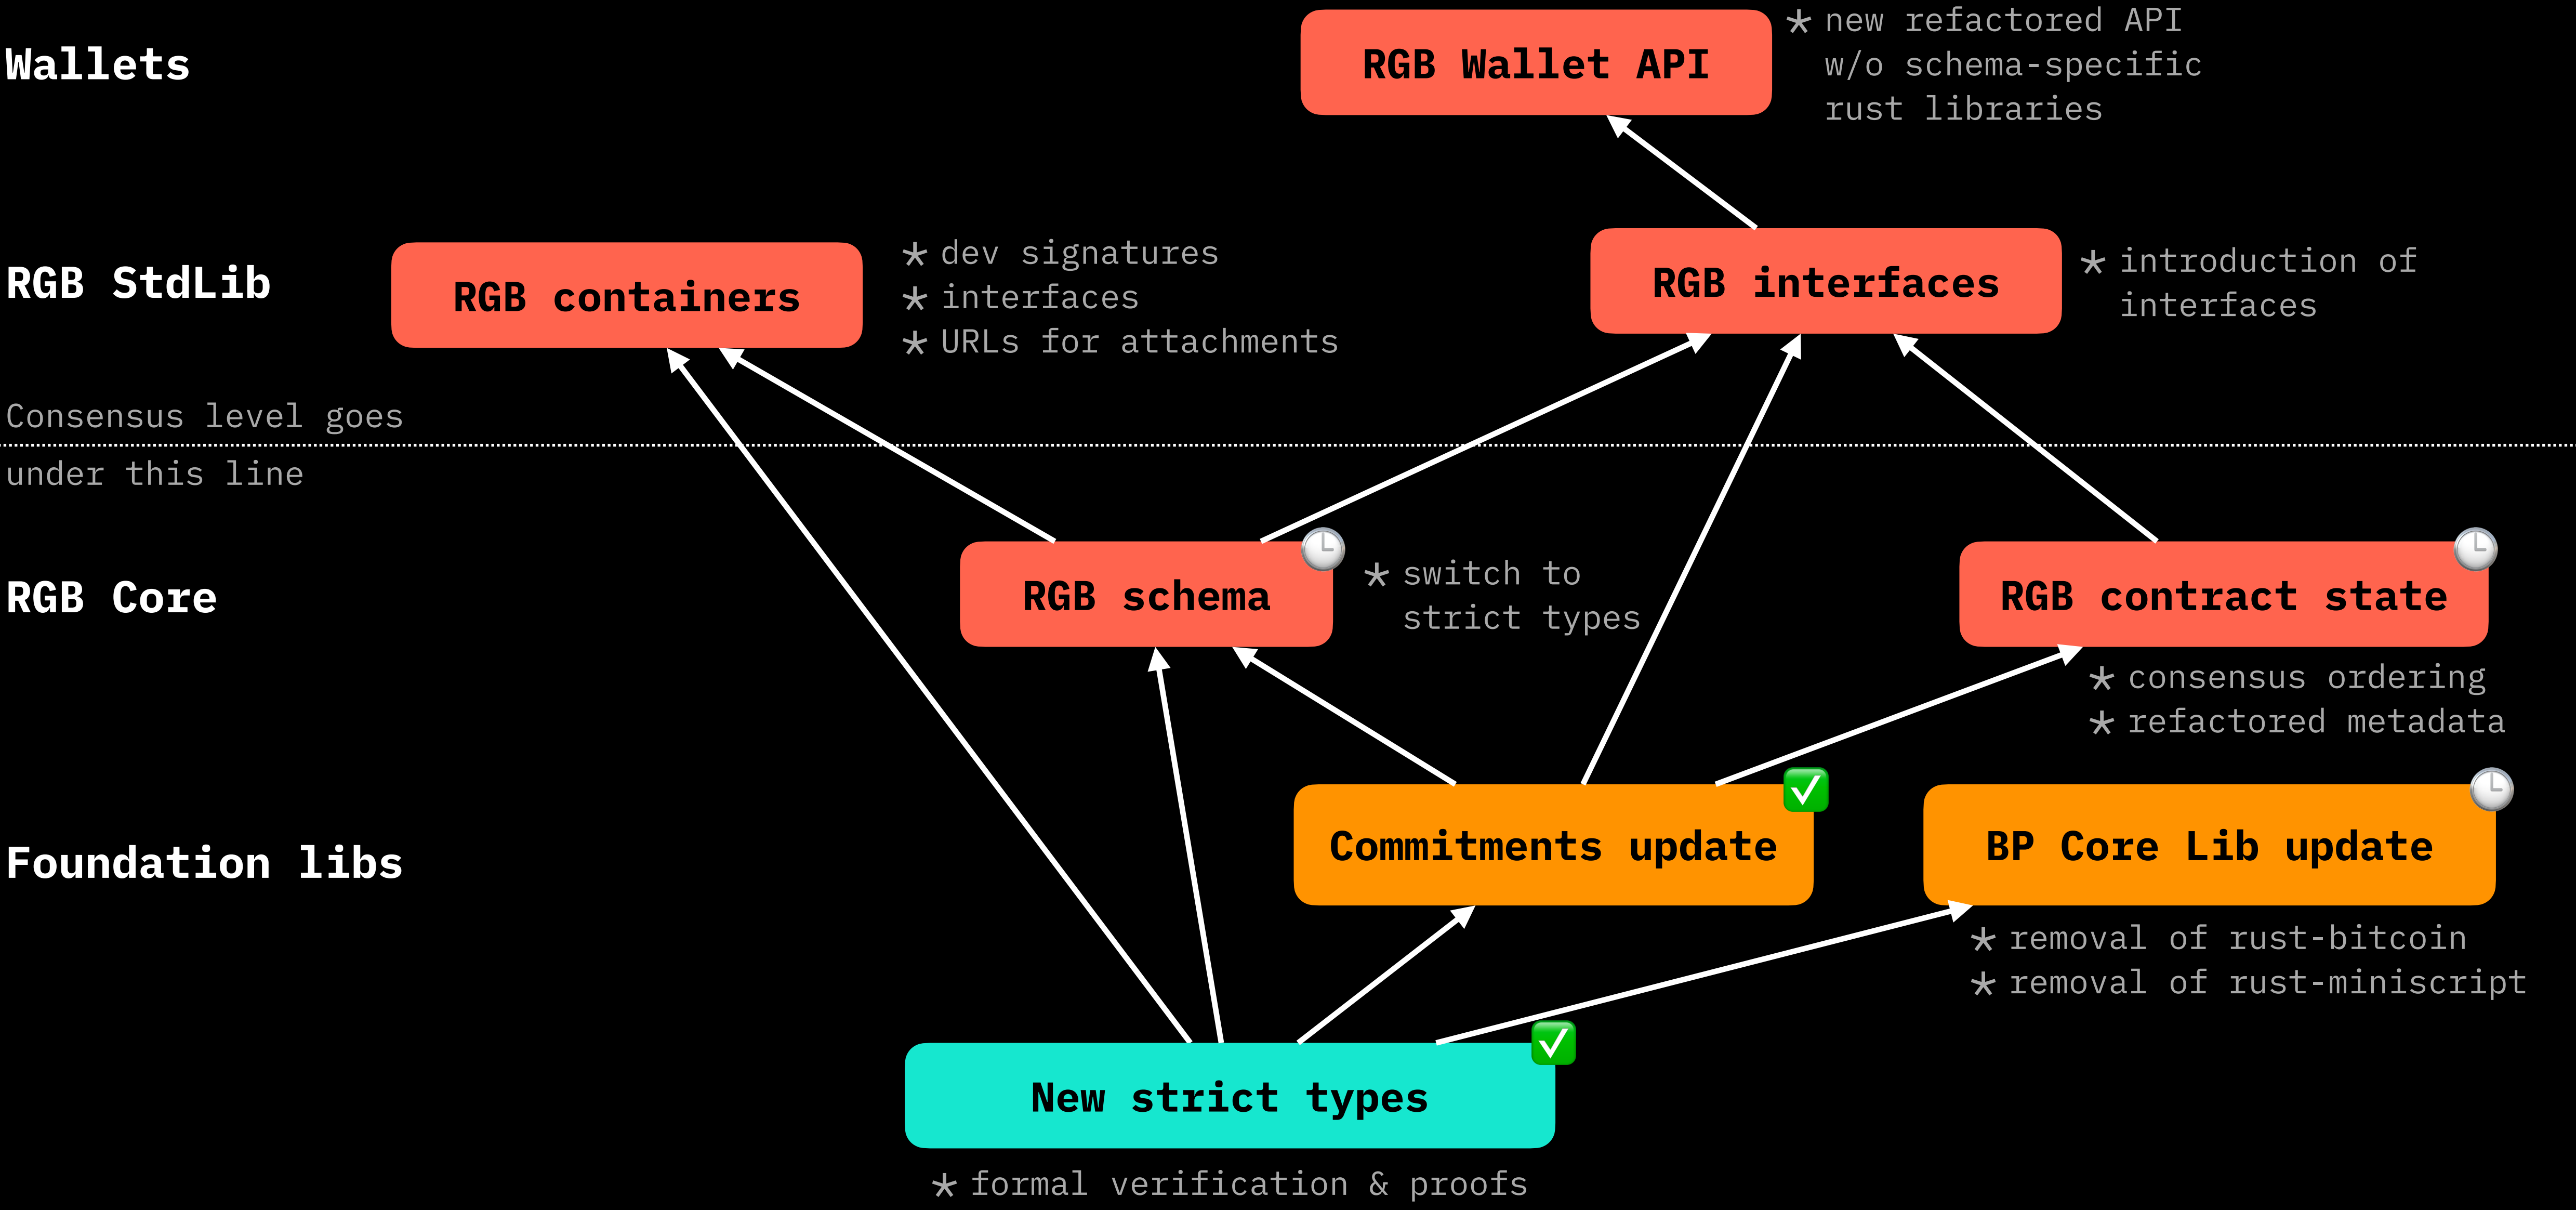 Wallets
RGB Wallet API
* new refactored API
w/o schema-specific
rust libraries
RGB StdLib
RGB containers
* dev signatures
* interfaces
* URLs for attachments
RGB interfaces
* introduction of
interfaces
Consensus level goes
under this line
RGB Core
RGB schema
* switch to
strict types
RGB contract state
* consensus ordering
* refactored metadata
Foundation libs
Commitments update
BP Core Lib update
* removal of rust-bitcoin
* removal of rust-miniscript
New strict types
* formal verification & proofs